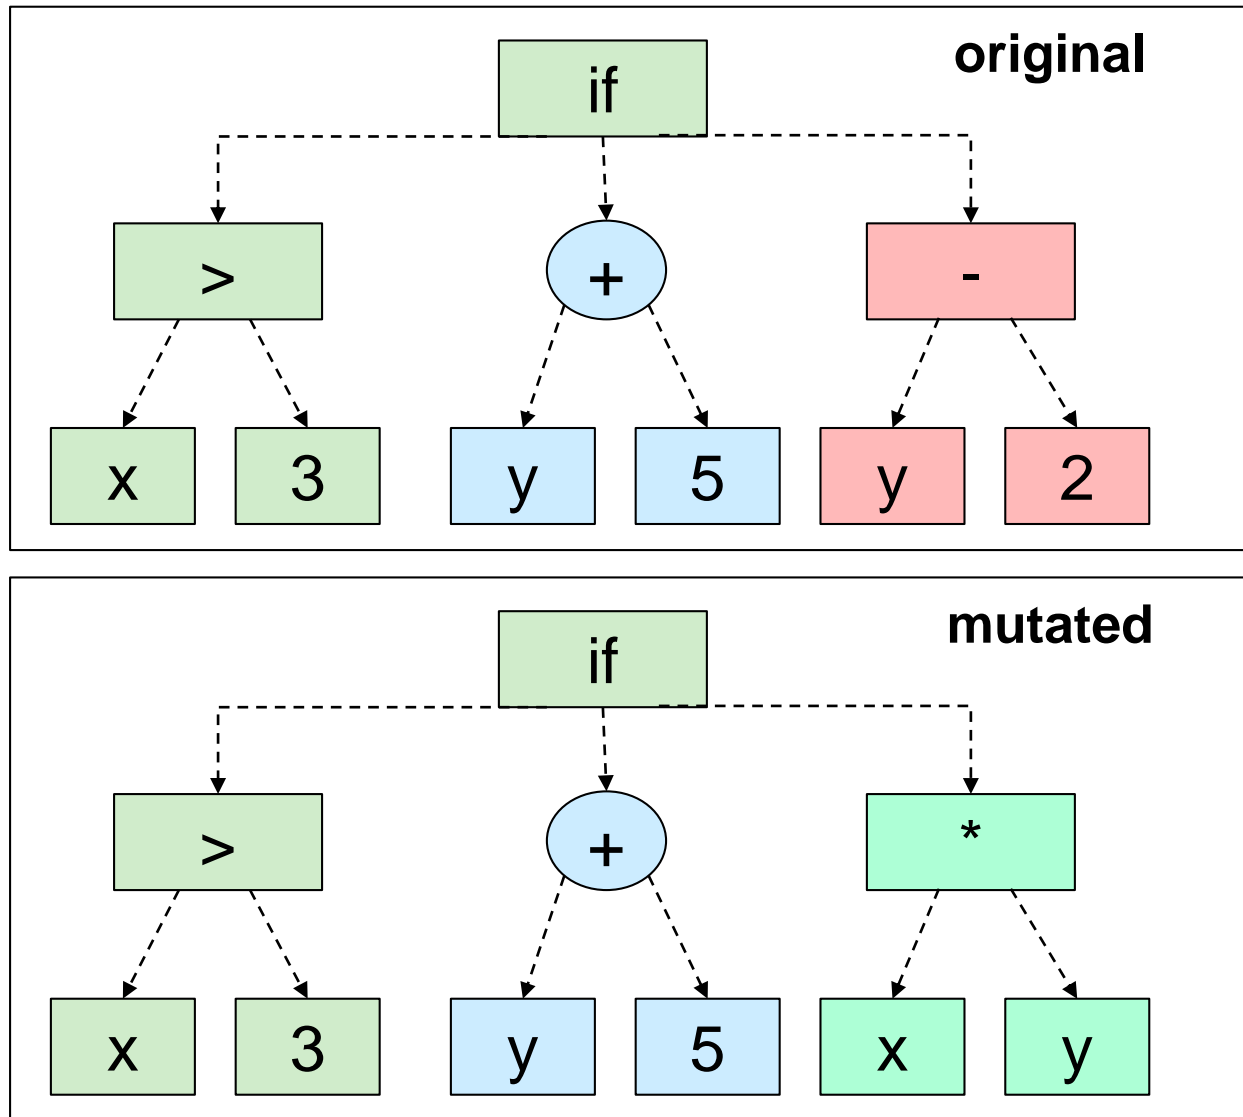 original
if
> + -
x 3 y 5 y 2
mutated
if
> + *
x 3 y 5 x y